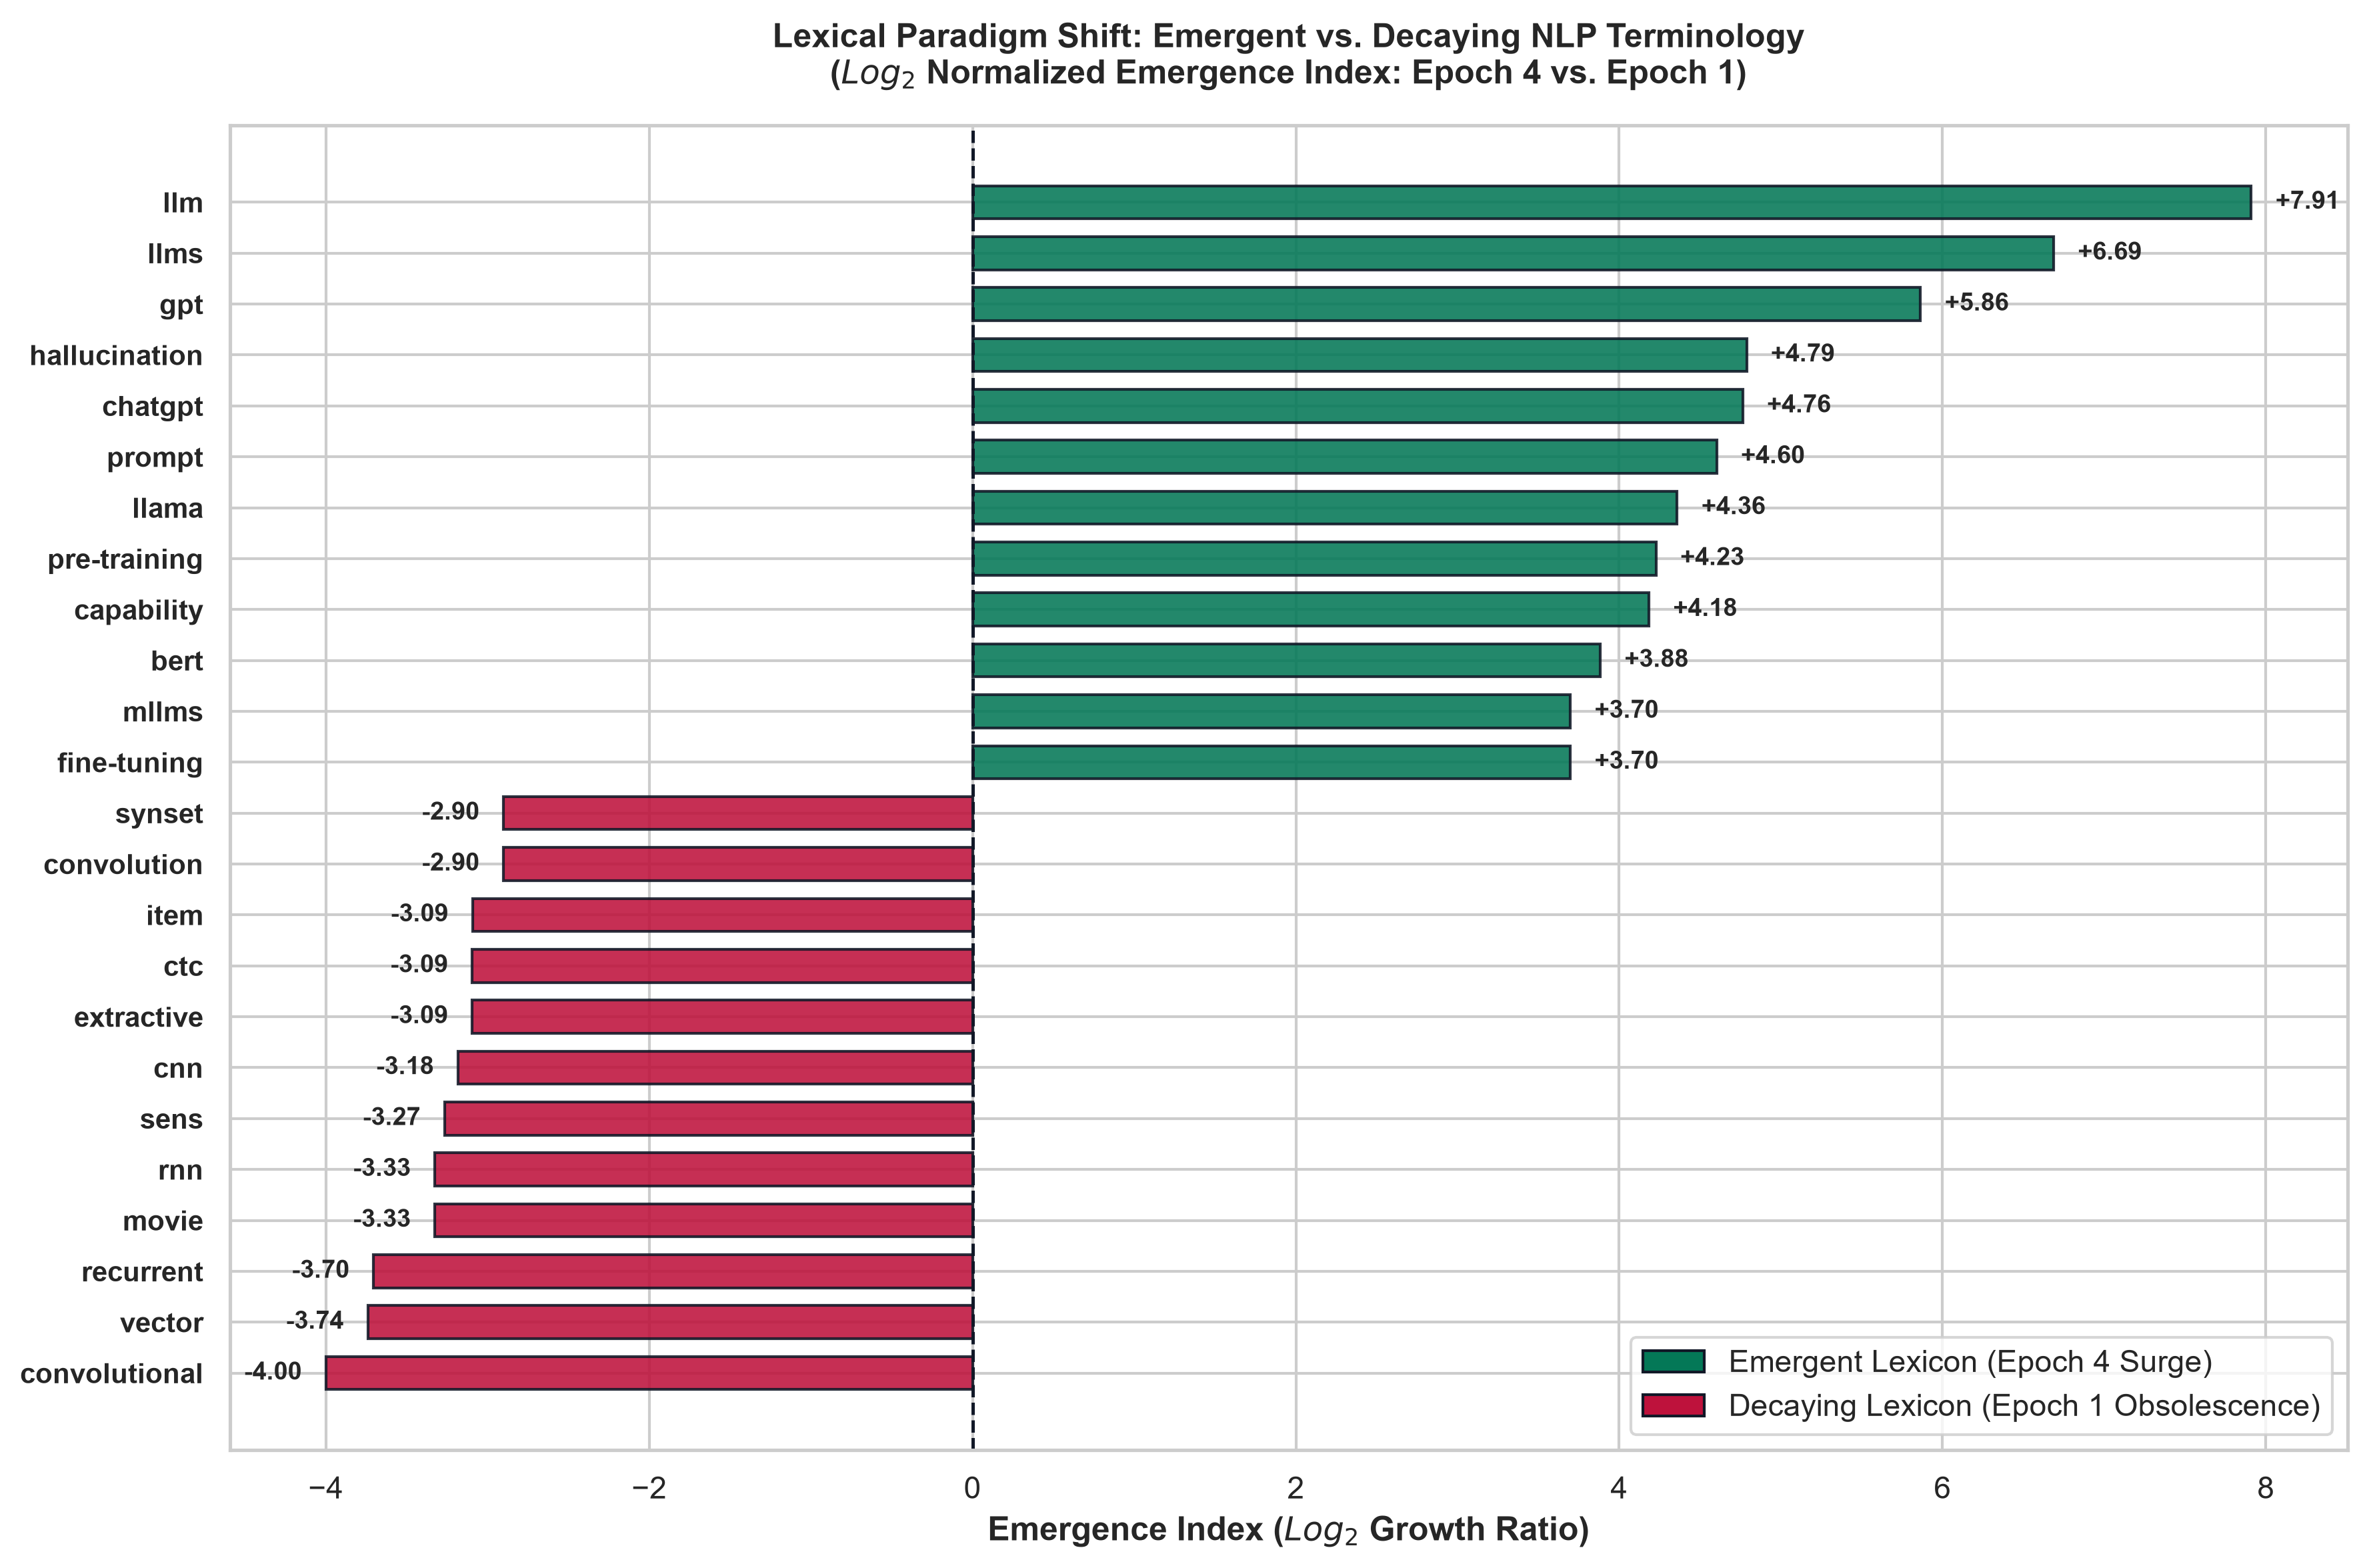 Lexical Paradigm Shift: Emergent vs. Decaying NLP Terminology
(Log₂ Normalized Emergence Index: Epoch 4 vs. Epoch 1)
llm +7.91
llms +6.69
gpt +5.86
hallucination +4.79
chatgpt +4.76
prompt +4.60
llama +4.36
pre-training +4.23
capability +4.18
bert +3.88
mllms +3.70
fine-tuning +3.70
synset -2.90
convolution -2.90
item -3.09
ctc -3.09
extractive -3.09
cnn -3.18
sens -3.27
rnn -3.33
movie -3.33
recurrent -3.70
vector -3.74
convolutional -4.00
Emergent Lexicon (Epoch 4 Surge)
Decaying Lexicon (Epoch 1 Obsolescence)
−4 −2 0 2 4 6 8
Emergence Index (Log₂ Growth Ratio)